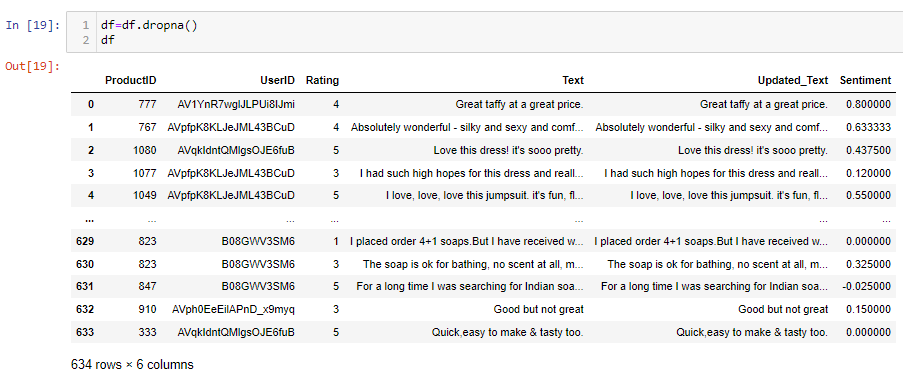 In [19]: 1 df=df.dropna()
2 df
Out[19]:
ProductID UserID Rating Text Updated_Text Sentiment
0 777 AV1YnR7wglJLPUi8IJmi 4 Great taffy at a great price. Great taffy at a great price. 0.800000
1 767 AVpfpK8KLJeJML43BCuD 4 Absolutely wonderful - silky and sexy and comf... Absolutely wonderful - silky and sexy and comf... 0.633333
2 1080 AVqkIdntQMlgsOJE6fuB 5 Love this dress! it's sooo pretty. Love this dress! it's sooo pretty. 0.437500
3 1077 AVpfpK8KLJeJML43BCuD 3 I had such high hopes for this dress and reall... I had such high hopes for this dress and reall... 0.120000
4 1049 AVpfpK8KLJeJML43BCuD 5 I love, love, love this jumpsuit. it's fun, fl... I love, love, love this jumpsuit. it's fun, fl... 0.550000
... ... ... ... ... ... ...
629 823 B08GWV3SM6 1 I placed order 4+1 soaps.But I have received w... I placed order 4+1 soaps.But I have received w... 0.000000
630 823 B08GWV3SM6 3 The soap is ok for bathing, no scent at all, m... The soap is ok for bathing, no scent at all, m... 0.325000
631 847 B08GWV3SM6 5 For a long time I was searching for Indian soa... For a long time I was searching for Indian soa... -0.025000
632 910 AVph0EeEilAPnD_x9myq 3 Good but not great Good but not great 0.150000
633 333 AVqkIdntQMlgsOJE6fuB 5 Quick,easy to make & tasty too. Quick,easy to make & tasty too. 0.000000
634 rows × 6 columns